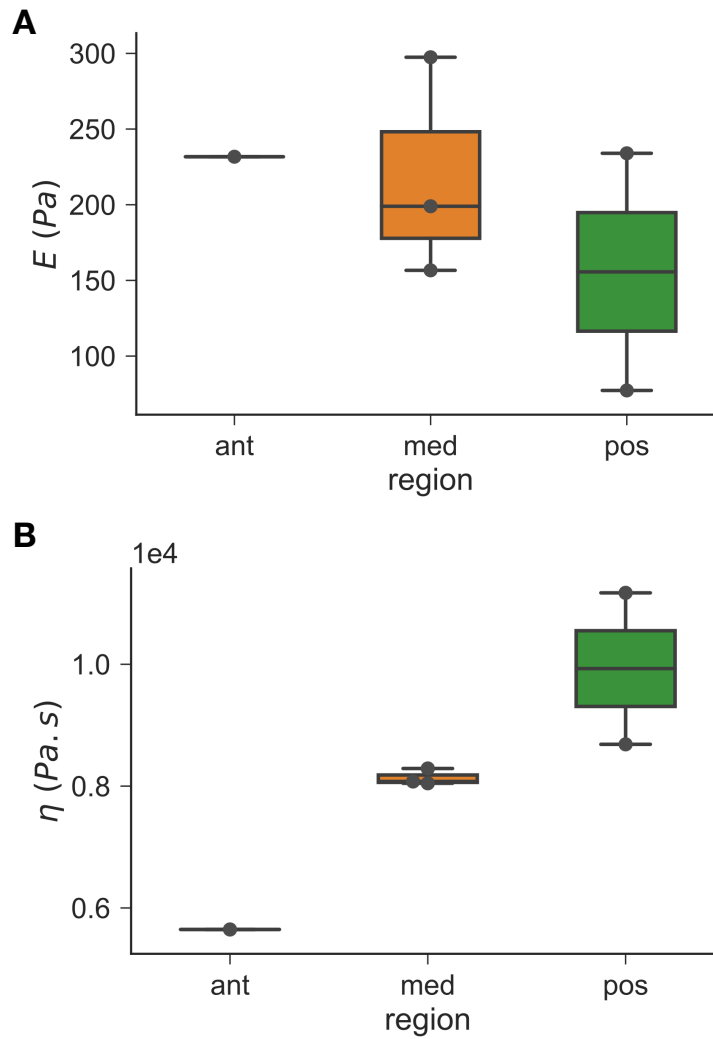 A
300
250
200
150
100
E (Pa)
ant med pos
region
B
1e4
1.0
0.8
0.6
η (Pa.s)
ant med pos
region